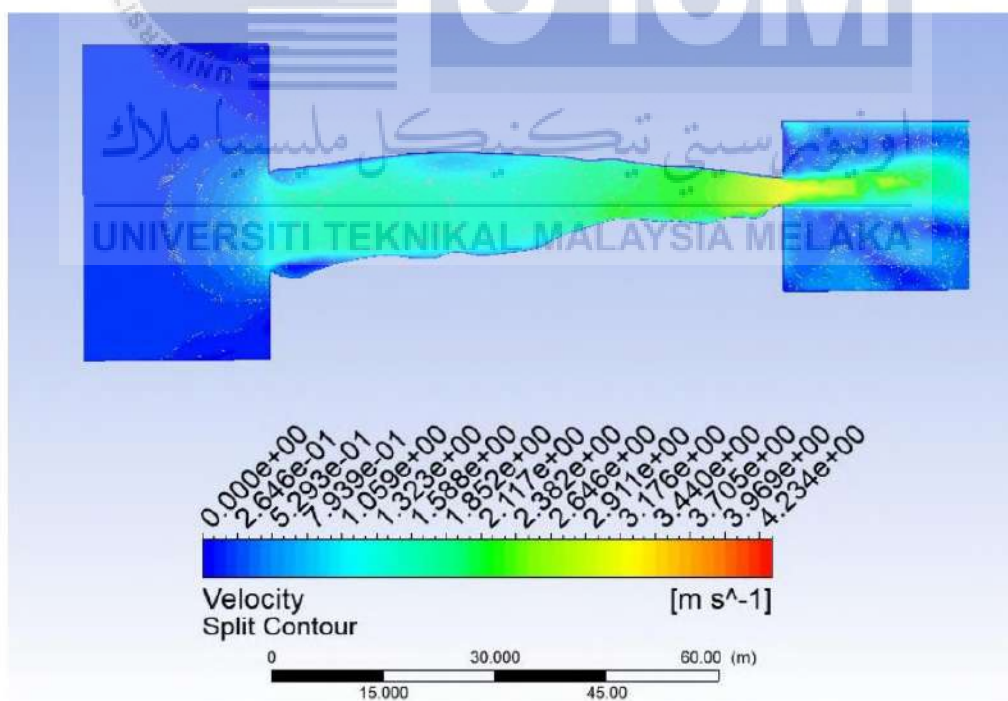 UTeM
اونيۏرسيتي تيكنيكل مليسيا ملاك
UNIVERSITI TEKNIKAL MALAYSIA MELAKA
0.000e+00
2.646e-01
5.293e-01
7.939e-01
1.059e+00
1.323e+00
1.588e+00
1.852e+00
2.117e+00
2.382e+00
2.646e+00
2.911e+00
3.176e+00
3.440e+00
3.705e+00
3.969e+00
4.234e+00
Velocity [m s^-1]
Split Contour
0 30.000 60.00 (m)
15.000 45.00